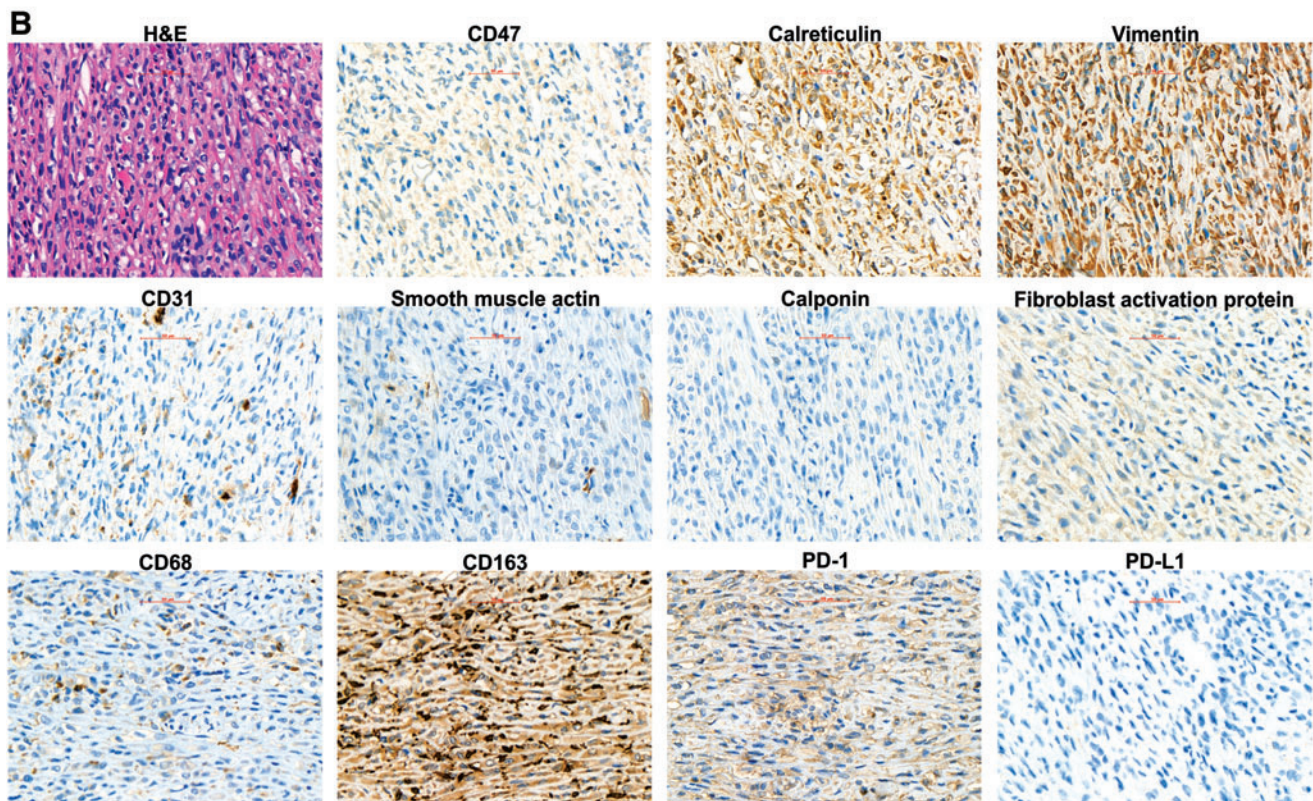 B
H&E
CD47
Calreticulin
Vimentin
CD31
Smooth muscle actin
Calponin
Fibroblast activation protein
CD68
CD163
PD-1
PD-L1